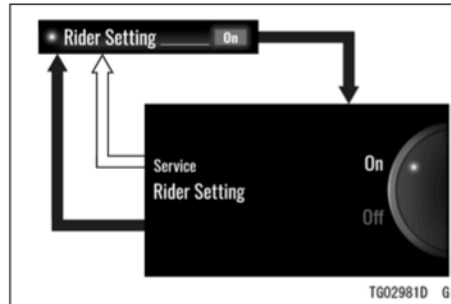 Rider Setting On
Service
Rider Setting
On
Off
TG02981D G